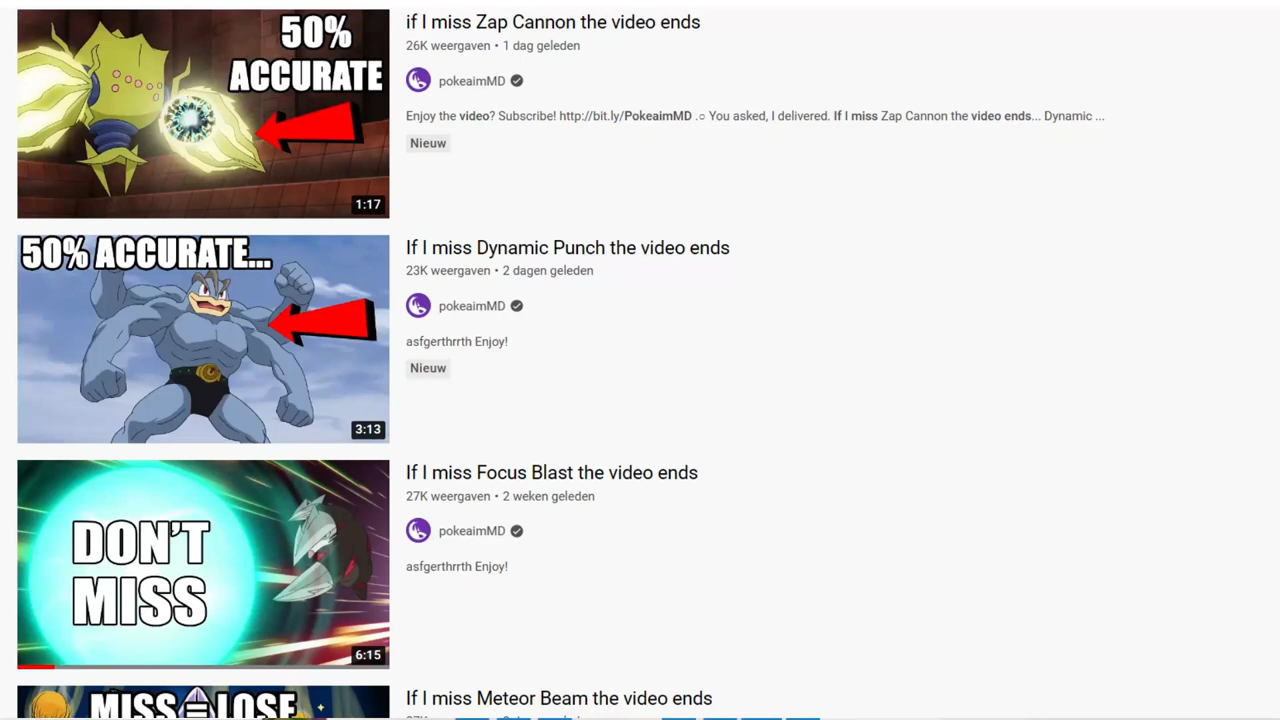 50%
ACCURATE
1:17
if I miss Zap Cannon the video ends
26K weergaven • 1 dag geleden
pokeaimMD
Enjoy the video? Subscribe! http://bit.ly/PokeaimMD .○ You asked, I delivered. If I miss Zap Cannon the video ends... Dynamic ...
Nieuw
50% ACCURATE...
3:13
If I miss Dynamic Punch the video ends
23K weergaven • 2 dagen geleden
pokeaimMD
asfgerthrrth Enjoy!
Nieuw
DON'T
MISS
6:15
If I miss Focus Blast the video ends
27K weergaven • 2 weken geleden
pokeaimMD
asfgerthrrth Enjoy!
MISS = LOSE
If I miss Meteor Beam the video ends